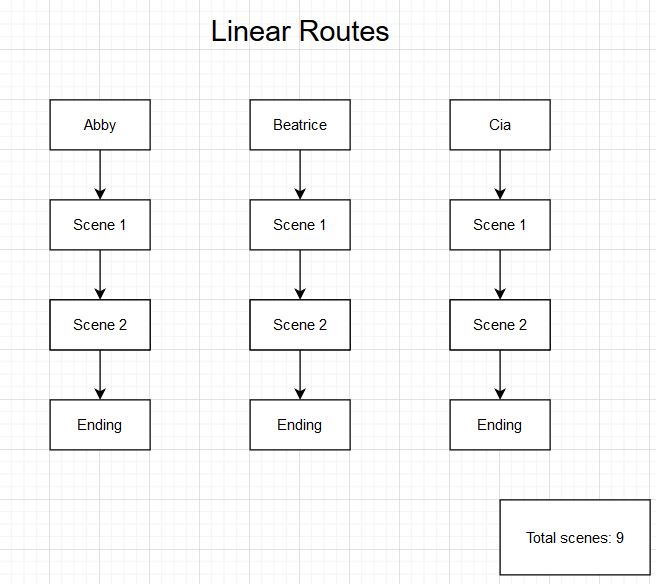 Linear Routes
Abby
Beatrice
Cia
Scene 1
Scene 1
Scene 1
Scene 2
Scene 2
Scene 2
Ending
Ending
Ending
Total scenes: 9